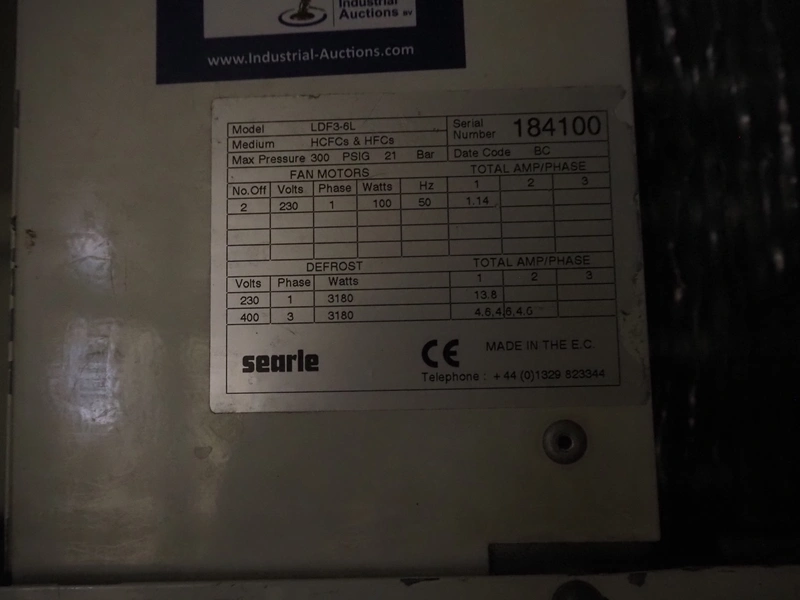 Industrial
Auctions BV
www.Industrial-Auctions.com
Model LDF3-6L
Serial Number 184100
Medium HCFCs & HFCs
Max Pressure 300 PSIG 21 Bar Date Code BC
FAN MOTORS TOTAL AMP/PHASE
No.Off Volts Phase Watts Hz 1 2 3
2 230 1 100 50 1.14
DEFROST TOTAL AMP/PHASE
Volts Phase Watts 1 2 3
230 1 3180 13.8
400 3 3180 4.6,4.6,4.6
searle CE MADE IN THE E.C.
Telephone : +44 (0)1329 823344